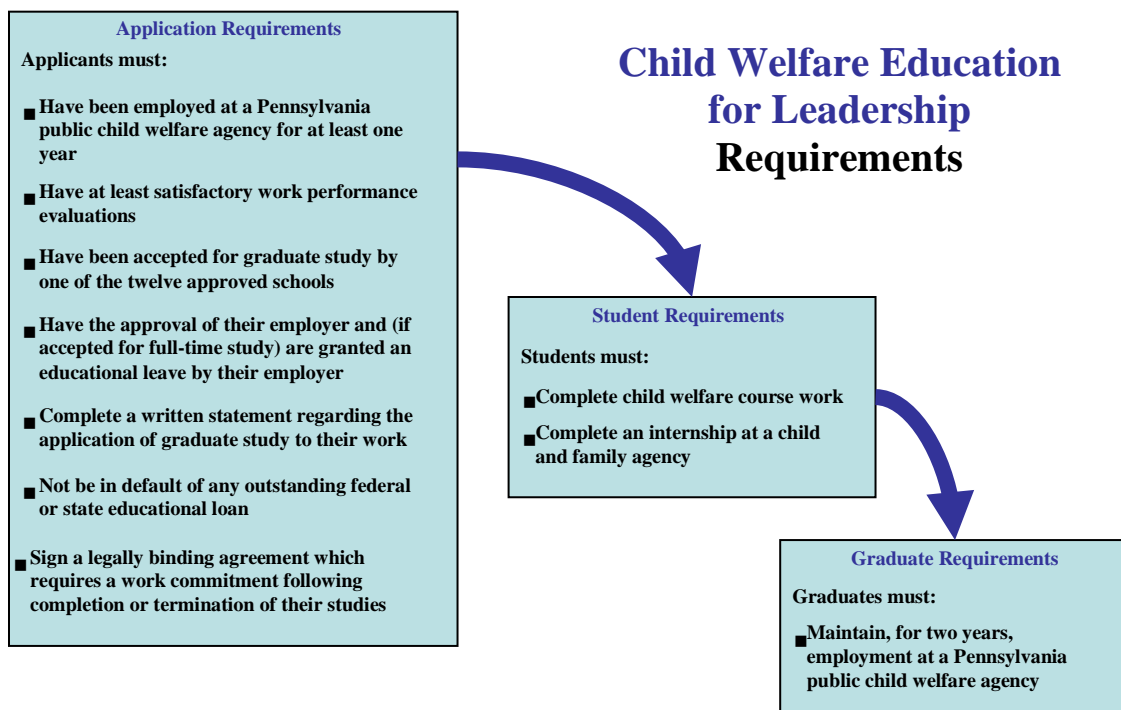 Application Requirements
Applicants must:
■ Have been employed at a Pennsylvania
public child welfare agency for at least one
year
■ Have at least satisfactory work performance
evaluations
■ Have been accepted for graduate study by
one of the twelve approved schools
■ Have the approval of their employer and (if
accepted for full-time study) are granted an
educational leave by their employer
■ Complete a written statement regarding the
application of graduate study to their work
■ Not be in default of any outstanding federal
or state educational loan
■ Sign a legally binding agreement which
requires a work commitment following
completion or termination of their studies
Child Welfare Education
for Leadership
Requirements
Student Requirements
Students must:
■ Complete child welfare course work
■ Complete an internship at a child
and family agency
Graduate Requirements
Graduates must:
■ Maintain, for two years,
employment at a Pennsylvania
public child welfare agency